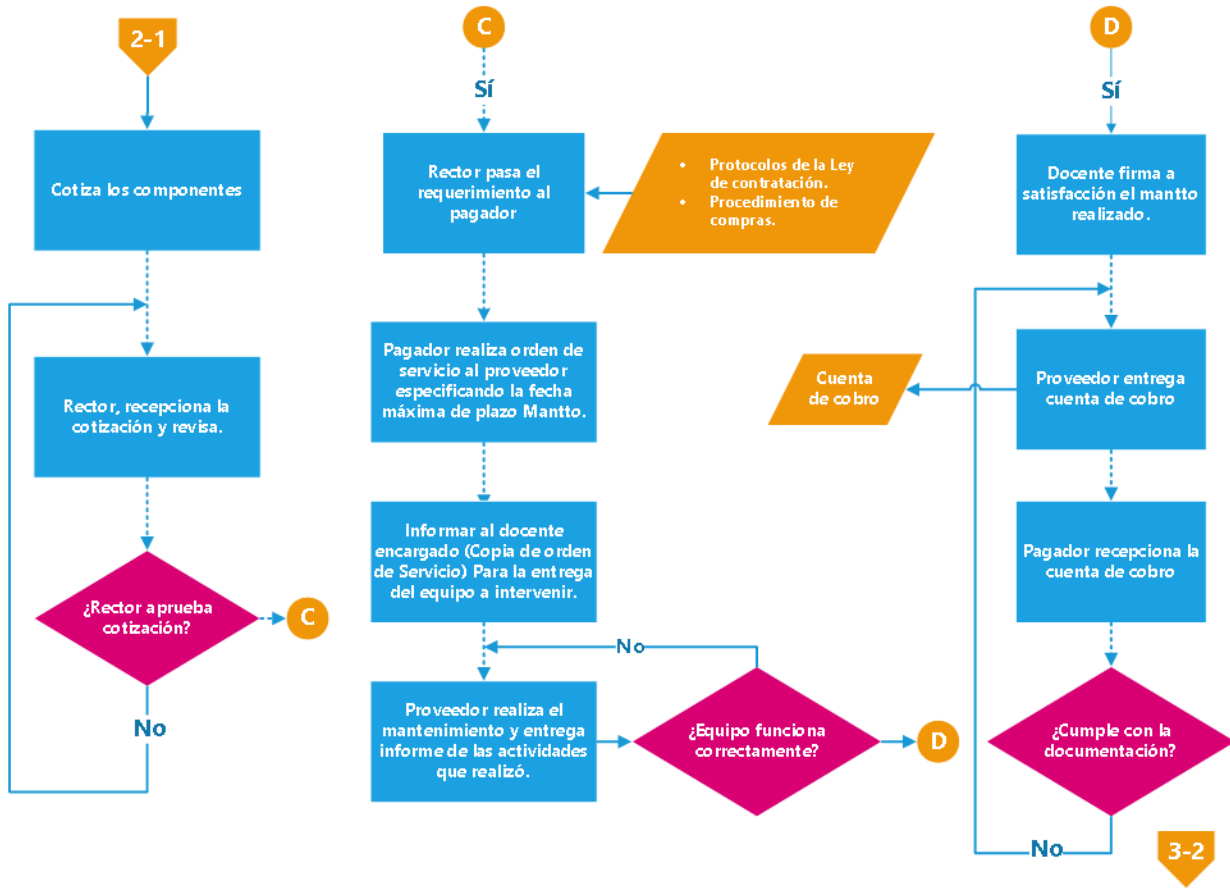 2-1
Cotiza los componentes
Rector, recepciona la
cotización y revisa.
¿Rector aprueba
cotización?
C
No
C
Sí
Rector pasa el
requerimiento al
pagador
• Protocolos de la Ley
de contratación.
• Procedimiento de
compras.
Pagador realiza orden de
servicio al proveedor
especificando la fecha
máxima de plazo Mantto.
Informar al docente
encargado (Copia de orden
de Servicio) Para la entrega
del equipo a intervenir.
No
Proveedor realiza el
mantenimiento y entrega
informe de las actividades
que realizó.
¿Equipo funciona
correctamente?
D
D
Sí
Docente firma a
satisfacción el mantto
realizado.
Proveedor entrega
cuenta de cobro
Cuenta
de cobro
Pagador recepciona la
cuenta de cobro
¿Cumple con la
documentación?
No
3-2